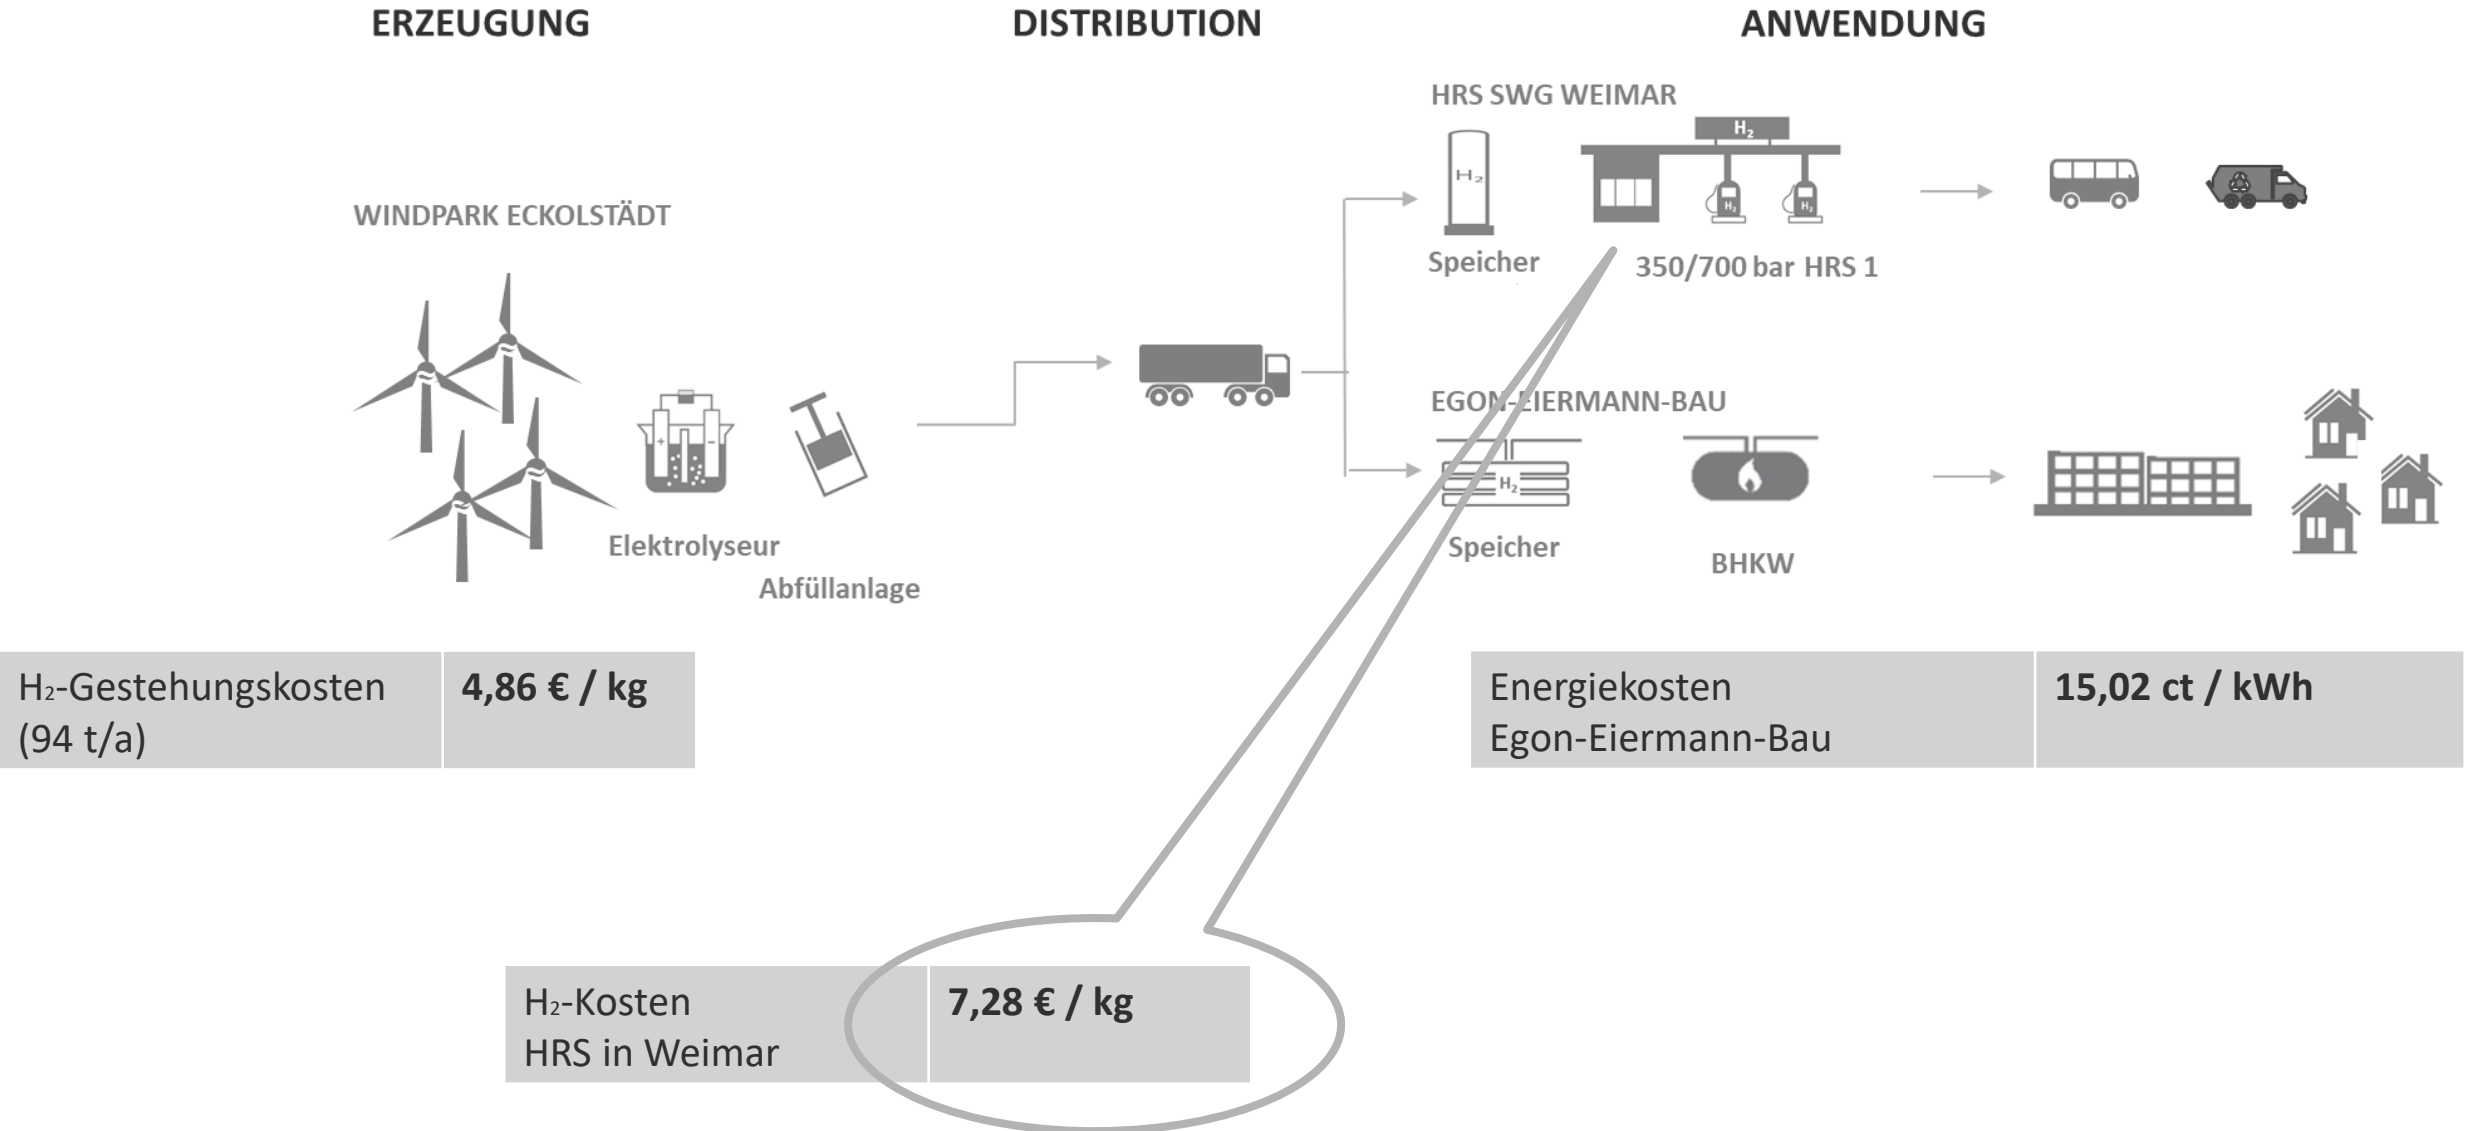 ERZEUGUNG
DISTRIBUTION
ANWENDUNG
HRS SWG WEIMAR
H₂
H₂
H₂
H₂
Speicher
350/700 bar HRS 1
WINDPARK ECKOLSTÄDT
+
−
Elektrolyseur
Abfüllanlage
EGON-EIERMANN-BAU
H₂
Speicher
BHKW
H₂-Gestehungskosten
(94 t/a)
4,86 € / kg
Energiekosten
Egon-Eiermann-Bau
15,02 ct / kWh
H₂-Kosten
HRS in Weimar
7,28 € / kg